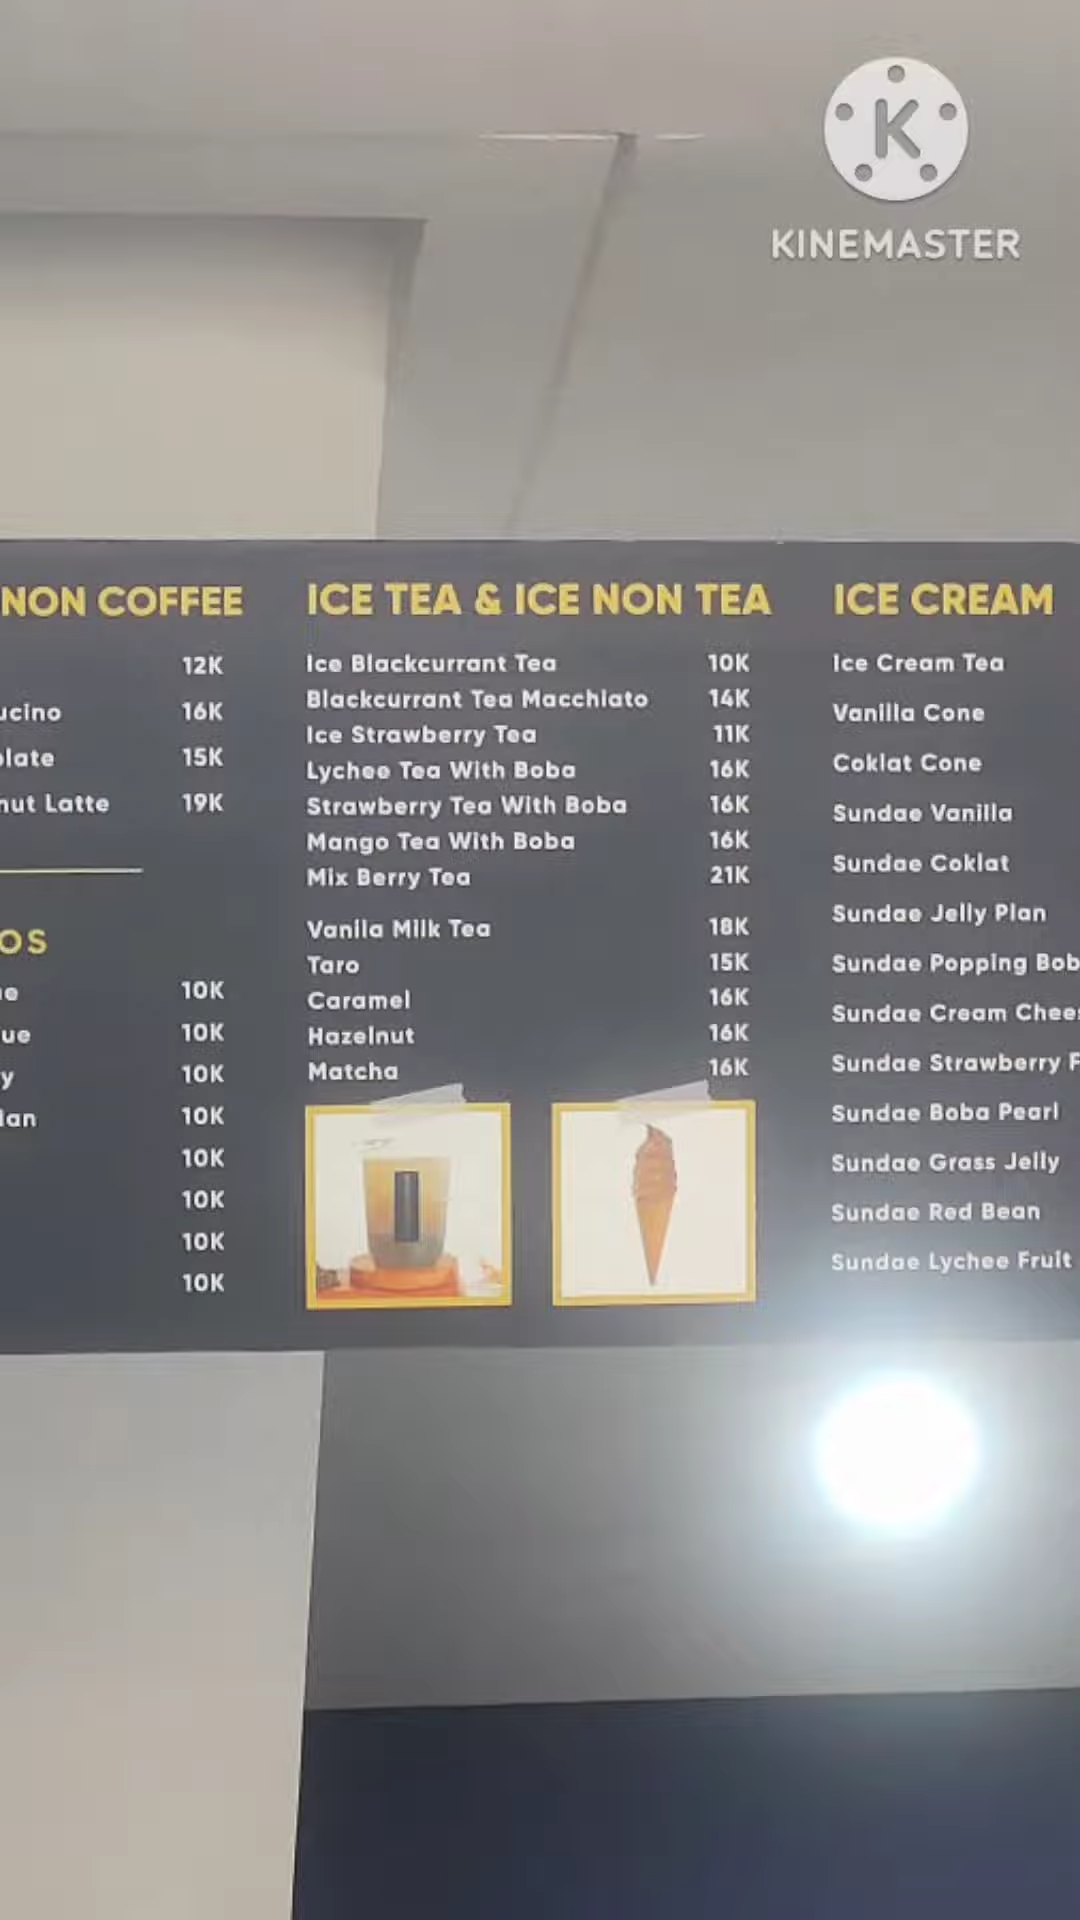 KINEMASTER
NON COFFEE
12K
16K
15K
19K
Latte
10K
10K
10K
10K
10K
10K
10K
10K
ICE TEA & ICE NON TEA
Ice Blackcurrant Tea 10K
Blackcurrant Tea Macchiato 14K
Ice Strawberry Tea 11K
Lychee Tea With Boba 16K
Strawberry Tea With Boba 16K
Mango Tea With Boba 16K
Mix Berry Tea 21K
Vanila Milk Tea 18K
Taro 15K
Caramel 16K
Hazelnut 16K
Matcha 16K
ICE CREAM
Ice Cream Tea
Vanilla Cone
Coklat Cone
Sundae Vanilla
Sundae Coklat
Sundae Jelly Plan
Sundae Popping
Sundae Cream
Sundae Strawberry
Sundae Boba Pearl
Sundae Grass Jelly
Sundae Red Bean
Sundae Lychee Fruit